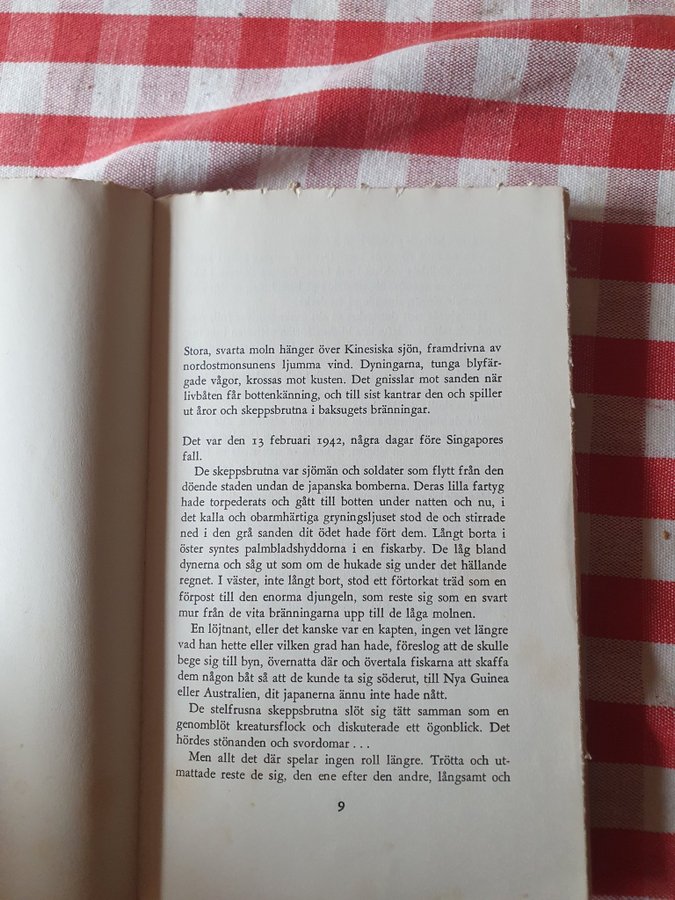 Stora, svarta moln hänger över Kinesiska sjön, framdrivna av
nordostmonsunens ljumma vind. Dyningarna, tunga blyfär-
gade vågor, krossas mot kusten. Det gnisslar mot sanden när
livbåten får bottenkänning, och till sist kantrar den och spiller
ut åror och skeppsbrutna i baksugets bränningar.
Det var den 13 februari 1942, några dagar före Singapores
fall.
De skeppsbrutna var sjömän och soldater som flytt från den
döende staden undan de japanska bomberna. Deras lilla fartyg
hade torpederats och gått till botten under natten och nu, i
det kalla och obarmhärtiga gryningsljuset stod de och stirrade
ned i den grå sanden dit ödet hade fört dem. Långt borta i
öster syntes palmbladshyddorna i en fiskarby. De låg bland
dynerna och såg ut som om de hukade sig under det hällande
regnet. I väster, inte långt bort, stod ett förtorkat träd som en
förpost till den enorma djungeln, som reste sig som en svart
mur från de vita bränningarna upp till de låga molnen.
En löjtnant, eller det kanske var en kapten, ingen vet längre
vad han hette eller vilken grad han hade, föreslog att de skulle
bege sig till byn, övernatta där och övertala fiskarna att skaffa
dem någon båt så att de kunde ta sig söderut, till Nya Guinea
eller Australien, dit japanerna ännu inte hade nått.
De stelfrusna skeppsbrutna slöt sig tätt samman som en
genomblöt kreatursflock och diskuterade ett ögonblick. Det
hördes stönanden och svordomar . . .
Men allt det där spelar ingen roll längre. Trötta och ut-
mattade reste de sig, den ene efter den andre, långsamt och
9